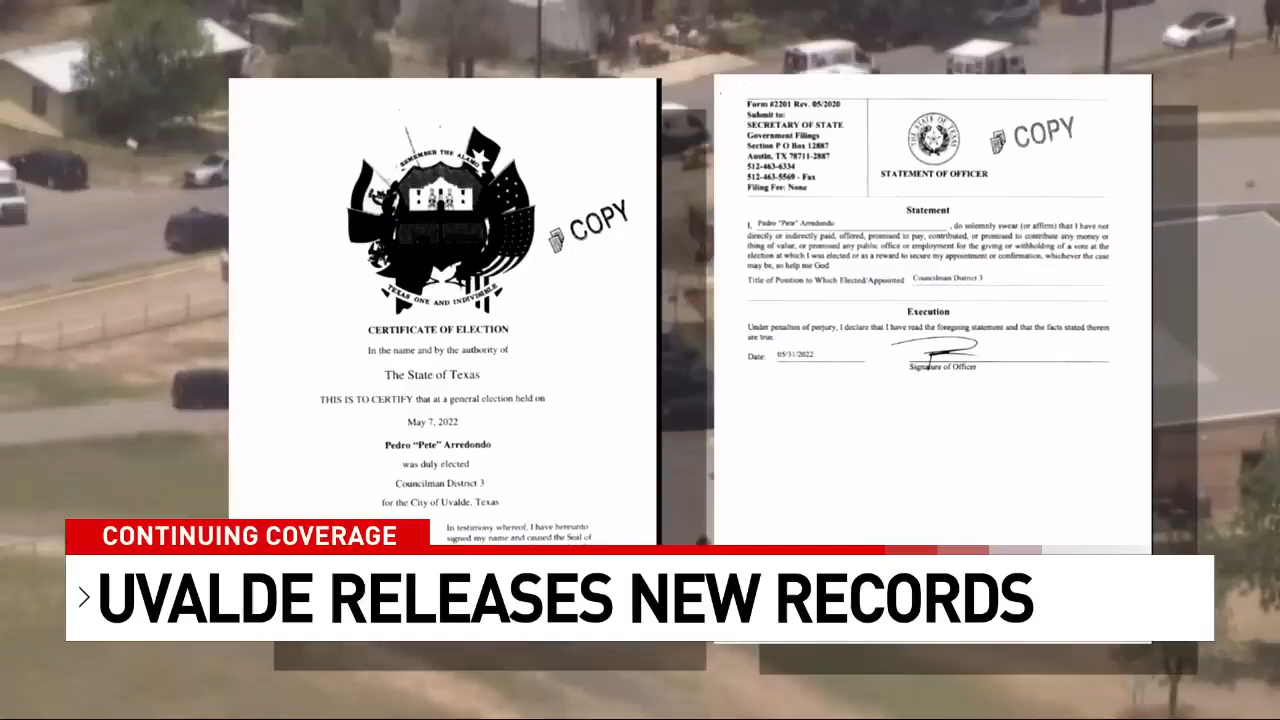 REMEMBER THE ALAMO
TEXAS ONE AND INDIVISIBLE
COPY
CERTIFICATE OF ELECTION
In the name and by the authority of
The State of Texas
THIS IS TO CERTIFY that at a general election held on
May 7, 2022
Pedro “Pete” Arredondo
was duly elected
Councilman District 3
for the City of Uvalde, Texas
In testimony whereof, I have hereunto
signed my name and caused the Seal of
Form #2201 Rev. 05/2020
Submit to:
SECRETARY OF STATE
Government Filings
Section P O Box 12887
Austin, TX 78711-2887
512-463-6334
512-463-5569 - Fax
Filing Fee: None
THE STATE OF TEXAS
COPY
STATEMENT OF OFFICER
Statement
I, Pedro "Pete" Arredondo , do solemnly swear (or affirm) that I have not
directly or indirectly paid, offered, promised to pay, contributed, or promised to contribute any money or
thing of value, or promised any public office or employment for the giving or withholding of a vote at the
election at which I was elected or as a reward to secure my appointment or confirmation, whichever the case
may be, so help me God.
Title of Position to Which Elected/Appointed: Councilman District 3
Execution
Under penalties of perjury, I declare that I have read the foregoing statement and that the facts stated therein
are true.
Date: 05/31/2022
Signature of Officer
CONTINUING COVERAGE
UVALDE RELEASES NEW RECORDS